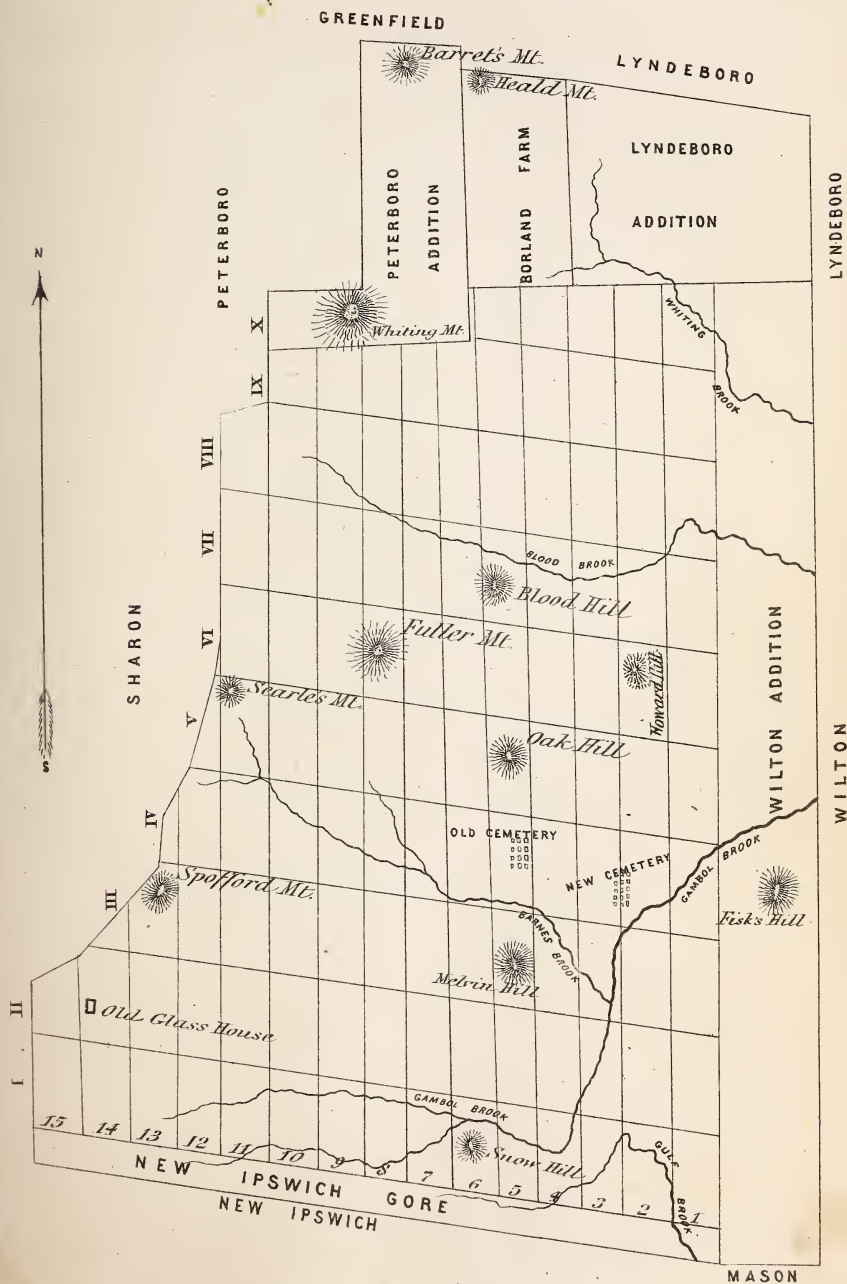 GREENFIELD
Barret's Mt.
LYNDEBORO
Heald Mt.
PETERBORO
PETERBORO
ADDITION
BORLAND FARM
LYNDEBORO
ADDITION
LYNDEBORO
N
X
Whiting Mt.
WHITING
BROOK
IX
VIII
VII
BLOOD BROOK
Blood Hill
SHARON
VI
Fuller Mt.
Howard Hill
WILTON ADDITION
WILTON
Searle's Mt.
V
Oak Hill
S
IV
OLD CEMETERY
NEW CEMETERY
GAMBOL BROOK
III
Spofford Mt.
Fisk's Hill
BARNES
BROOK
Melvin Hill
II
Old Glass House
I
GAMBOL BROOK
15 14 13 12 11 10 9 8 7 6 5 4 3 2 1
Snow Hill
GULF
BROOK
NEW IPSWICH GORE
NEW IPSWICH
MASON